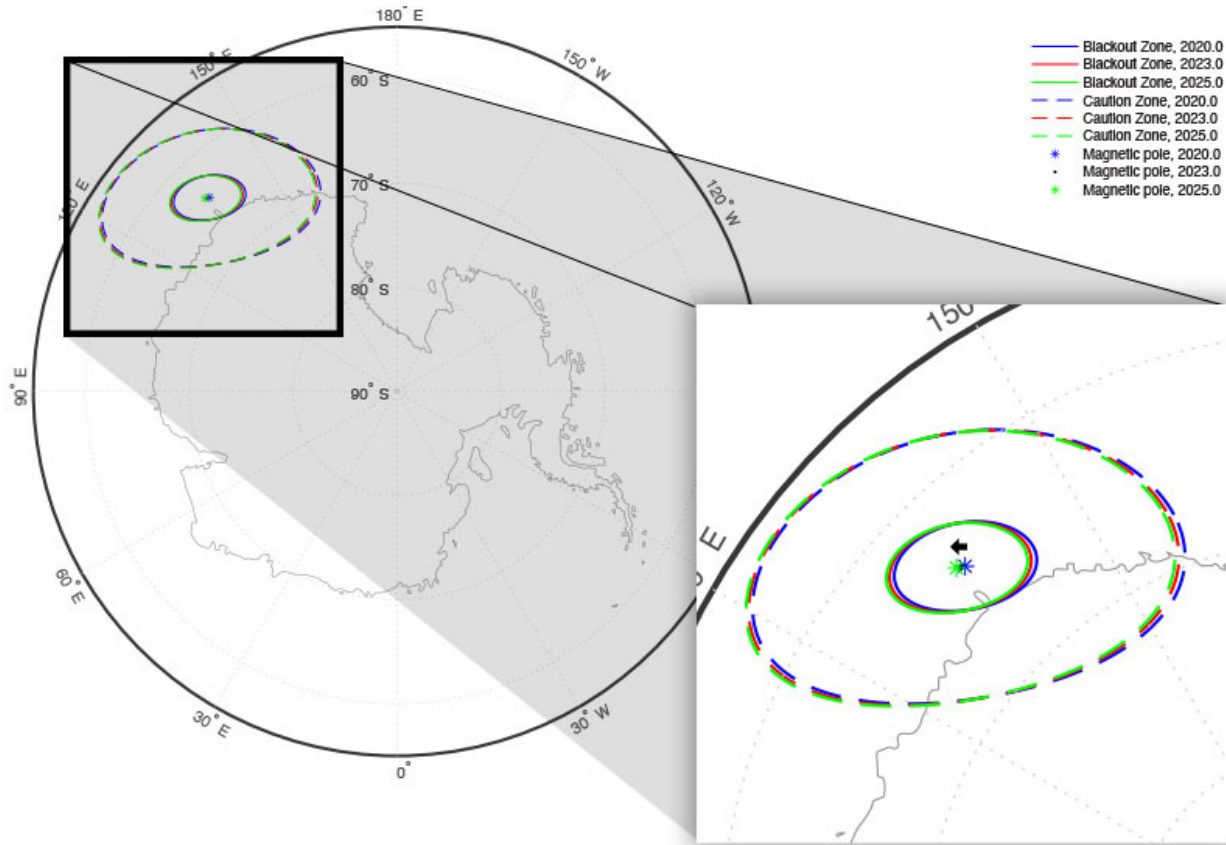 180° E
150° E
150° W
60° S
120° E
70° S
120° W
80° S
90° E
90° S
60° E
30° E
30° W
0°
Blackout Zone, 2020.0
Blackout Zone, 2023.0
Blackout Zone, 2025.0
Caution Zone, 2020.0
Caution Zone, 2023.0
Caution Zone, 2025.0
Magnetic pole, 2020.0
Magnetic pole, 2023.0
Magnetic pole, 2025.0
150
E